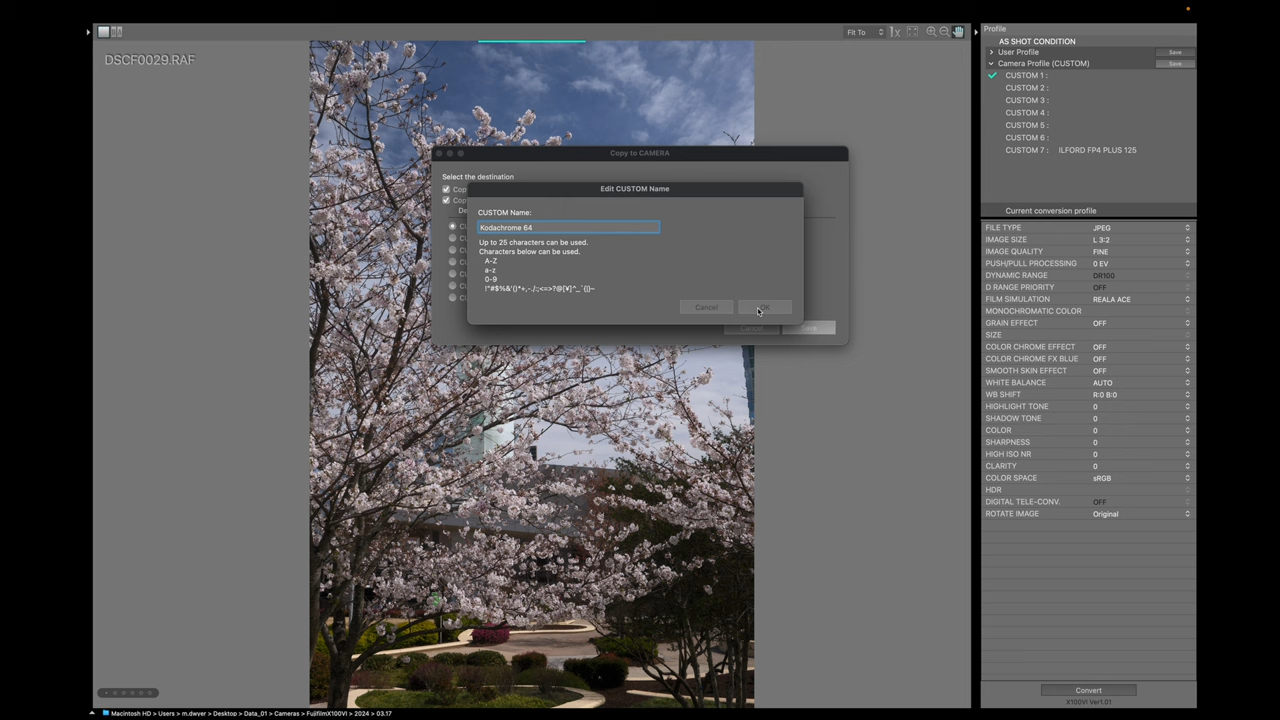 Fit To
1x
DSCF0029.RAF
Profile
AS SHOT CONDITION
User Profile
Save
Camera Profile (CUSTOM)
Save
CUSTOM 1 :
CUSTOM 2 :
CUSTOM 3 :
CUSTOM 4 :
CUSTOM 5 :
CUSTOM 6 :
CUSTOM 7 : ILFORD FP4 PLUS 125
Copy to CAMERA
Select the destination
Cop
Cop
De
Edit CUSTOM Name
CUSTOM Name:
Kodachrome 64
Up to 25 characters can be used.
Characters below can be used.
A-Z
a-z
0-9
Cancel
OK
Cancel
Save
Current conversion profile
FILE TYPE JPEG
IMAGE SIZE L 3:2
IMAGE QUALITY FINE
PUSH/PULL PROCESSING 0 EV
DYNAMIC RANGE DR100
D RANGE PRIORITY OFF
FILM SIMULATION REALA ACE
MONOCHROMATIC COLOR
GRAIN EFFECT OFF
SIZE
COLOR CHROME EFFECT OFF
COLOR CHROME FX BLUE OFF
SMOOTH SKIN EFFECT OFF
WHITE BALANCE AUTO
WB SHIFT R:0 B:0
HIGHLIGHT TONE 0
SHADOW TONE 0
COLOR 0
SHARPNESS 0
HIGH ISO NR 0
CLARITY 0
COLOR SPACE sRGB
HDR
DIGITAL TELE-CONV. OFF
ROTATE IMAGE Original
Convert
X100VI Ver1.01
Macintosh HD > Users > m.dwyer > Desktop > Data_01 > Cameras > FujifilmX100VI > 2024 > 03.17